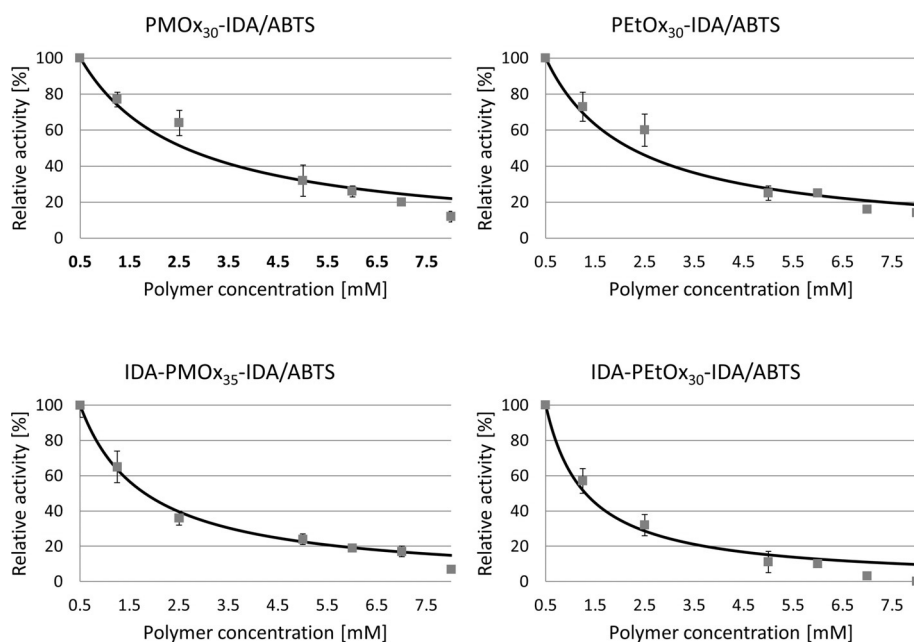 PMOx₃₀-IDA/ABTS
Relative activity [%]
100
80
60
40
20
0
0.5 1.5 2.5 3.5 4.5 5.5 6.5 7.5
Polymer concentration [mM]
PEtOx₃₀-IDA/ABTS
Relative activity [%]
100
80
60
40
20
0
0.5 1.5 2.5 3.5 4.5 5.5 6.5 7.5
Polymer concentration [mM]
IDA-PMOx₃₅-IDA/ABTS
Relative activity [%]
100
80
60
40
20
0
0.5 1.5 2.5 3.5 4.5 5.5 6.5 7.5
Polymer concentration [mM]
IDA-PEtOx₃₀-IDA/ABTS
Relative activity [%]
100
80
60
40
20
0
0.5 1.5 2.5 3.5 4.5 5.5 6.5 7.5
Polymer concentration [mM]